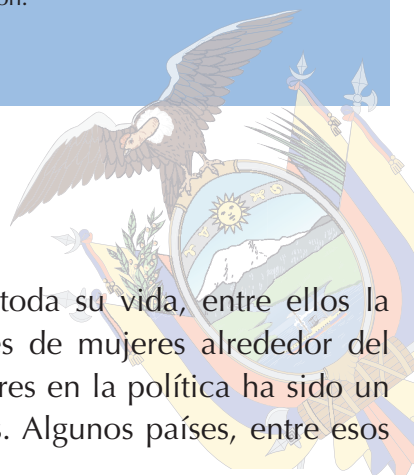 ón.
toda su vida, entre ellos la
es de mujeres alrededor del
res en la política ha sido un
s. Algunos países, entre esos